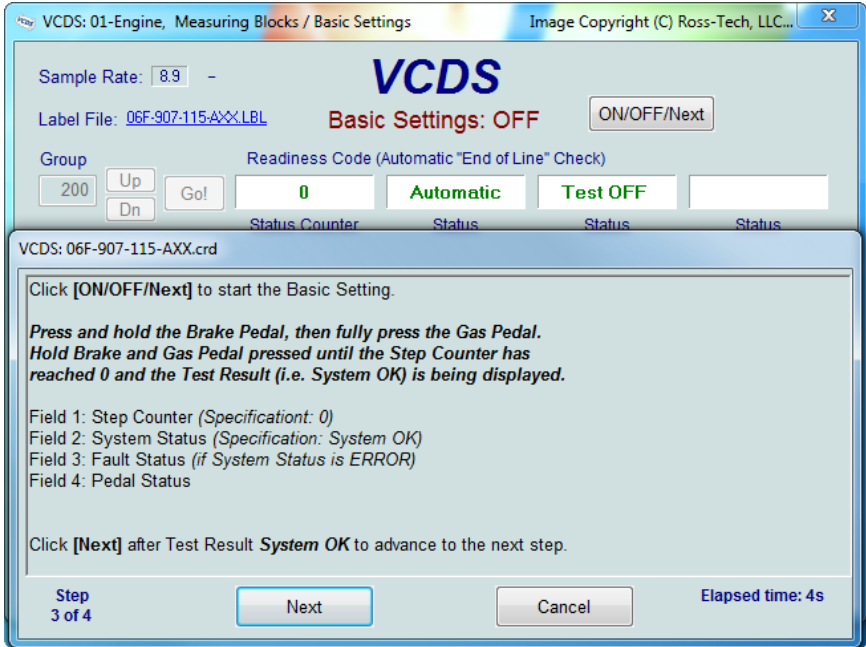 VCDS: 01-Engine, Measuring Blocks / Basic Settings Image Copyright (C) Ross-Tech, LLC...
Sample Rate: 8.9 -
VCDS
Label File: 06F-907-115-AXX.LBL
Basic Settings: OFF
ON/OFF/Next
Group
Readiness Code (Automatic "End of Line" Check)
200 Up Dn Go! 0 Automatic Test OFF
Status Counter Status Status Status
VCDS: 06F-907-115-AXX.crd
Click [ON/OFF/Next] to start the Basic Setting.
Press and hold the Brake Pedal, then fully press the Gas Pedal.
Hold Brake and Gas Pedal pressed until the Step Counter has
reached 0 and the Test Result (i.e. System OK) is being displayed.
Field 1: Step Counter (Specificationt: 0)
Field 2: System Status (Specification: System OK)
Field 3: Fault Status (if System Status is ERROR)
Field 4: Pedal Status
Click [Next] after Test Result System OK to advance to the next step.
Step
3 of 4
Next
Cancel
Elapsed time: 4s